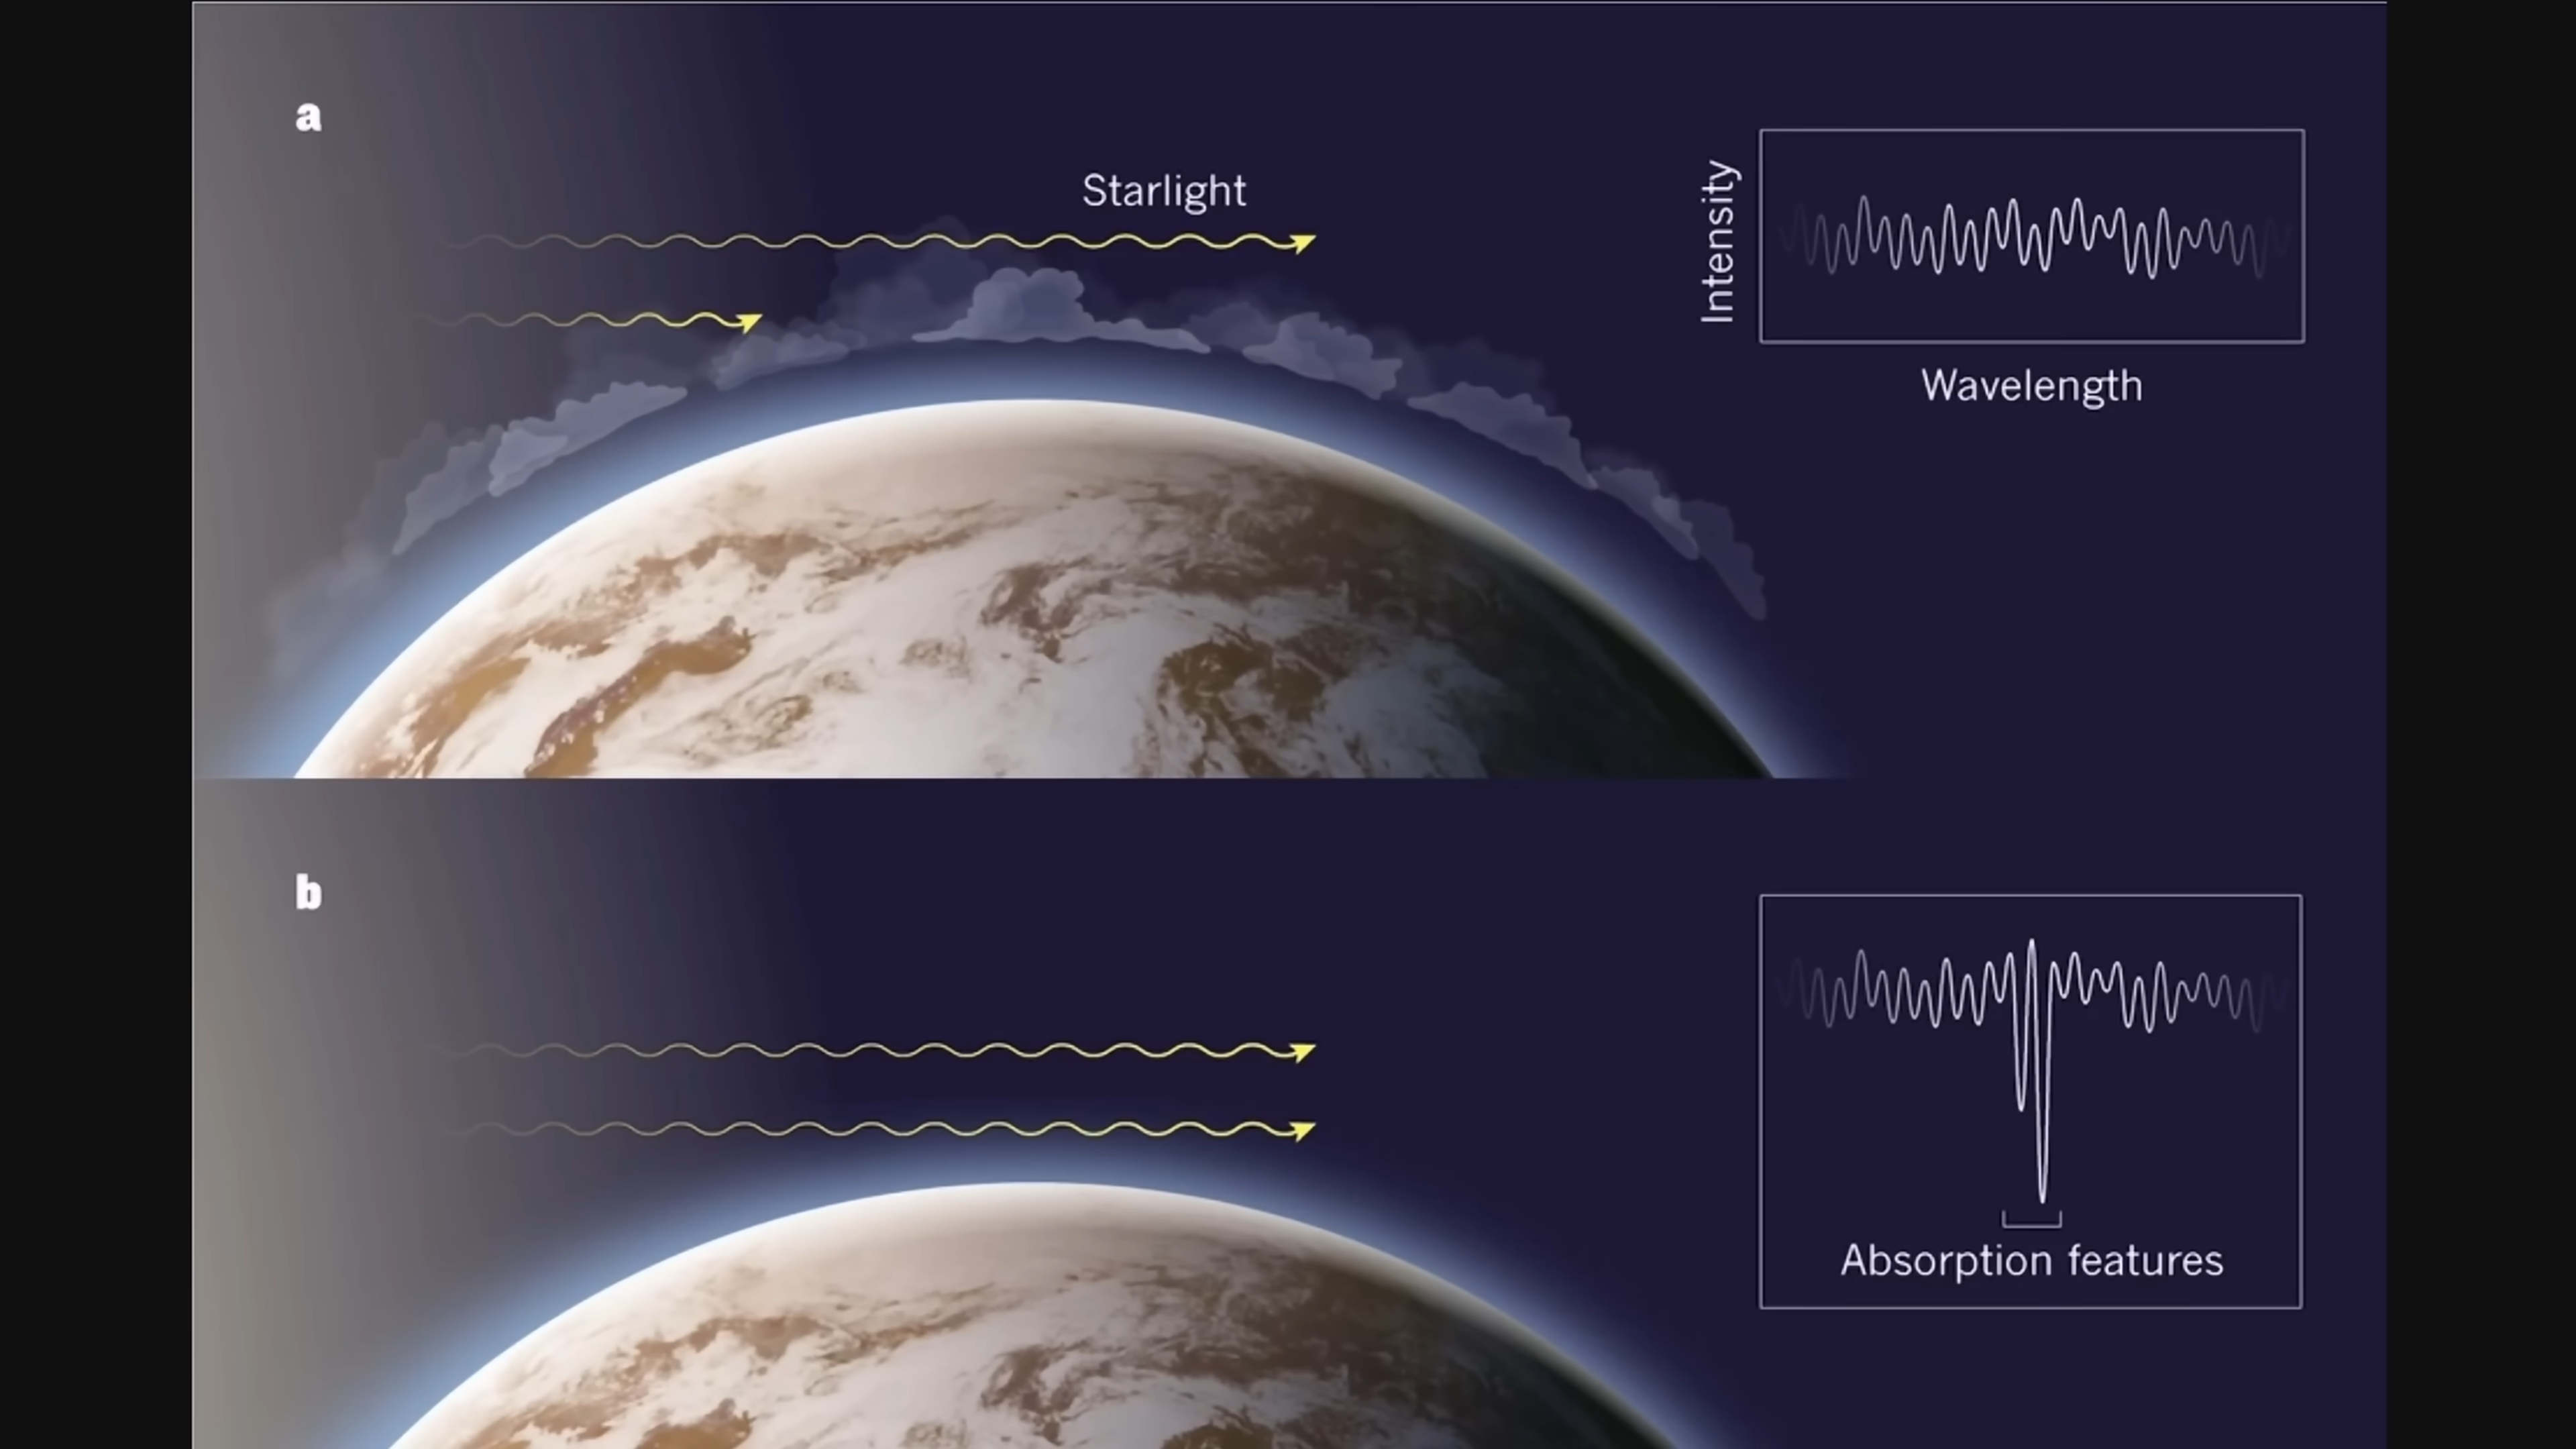 a
Starlight
Intensity
Wavelength
b
Absorption features